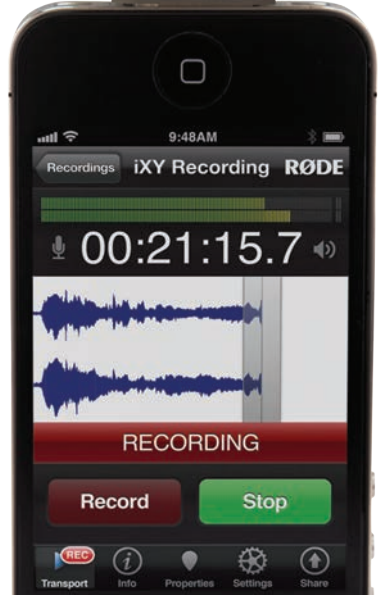 9:48AM
Recordings iXY Recording RØDE
00:21:15.7
RECORDING
Record Stop
REC
Transport Info Properties Settings Share